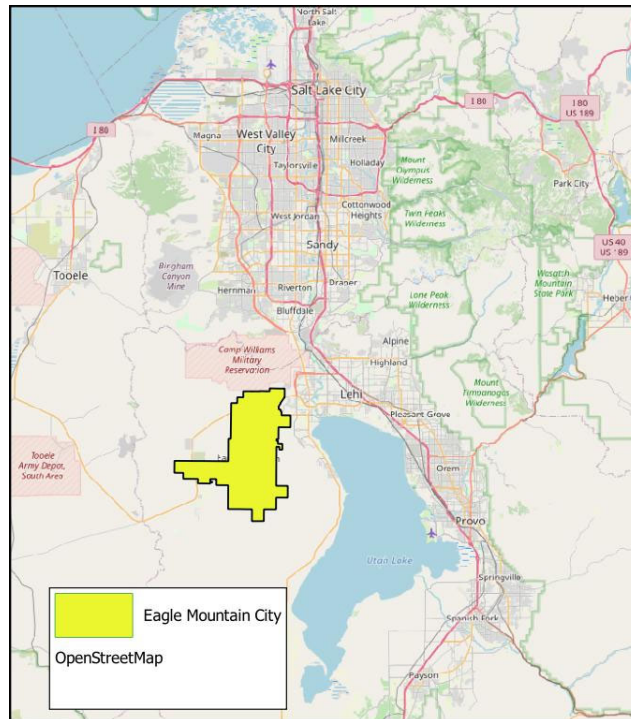 North Salt
Lake
Salt Lake City
I 80
I 80
US 189
I 80
Magna
West Valley
City
Millcreek
Taylorsville
Holladay
Mount
Olympus
Wilderness
Park City
West Jordan
Cottonwood
Heights
Twin Peaks
Wilderness
Sandy
US 40
US 189
Tooele
Bingham
Canyon
Mine
Herriman
Riverton
Draper
Bluffdale
Lone Peak
Wilderness
Wasatch
Mountain
State Park
Heber
Camp Williams
Military
Reservation
Alpine
Highland
Lehi
Mount
Timpanogos
Wilderness
Pleasant Grove
Tooele
Army Depot,
South Area
Orem
Provo
Utah Lake
Springville
Spanish Fork
Payson
Eagle Mountain City
OpenStreetMap